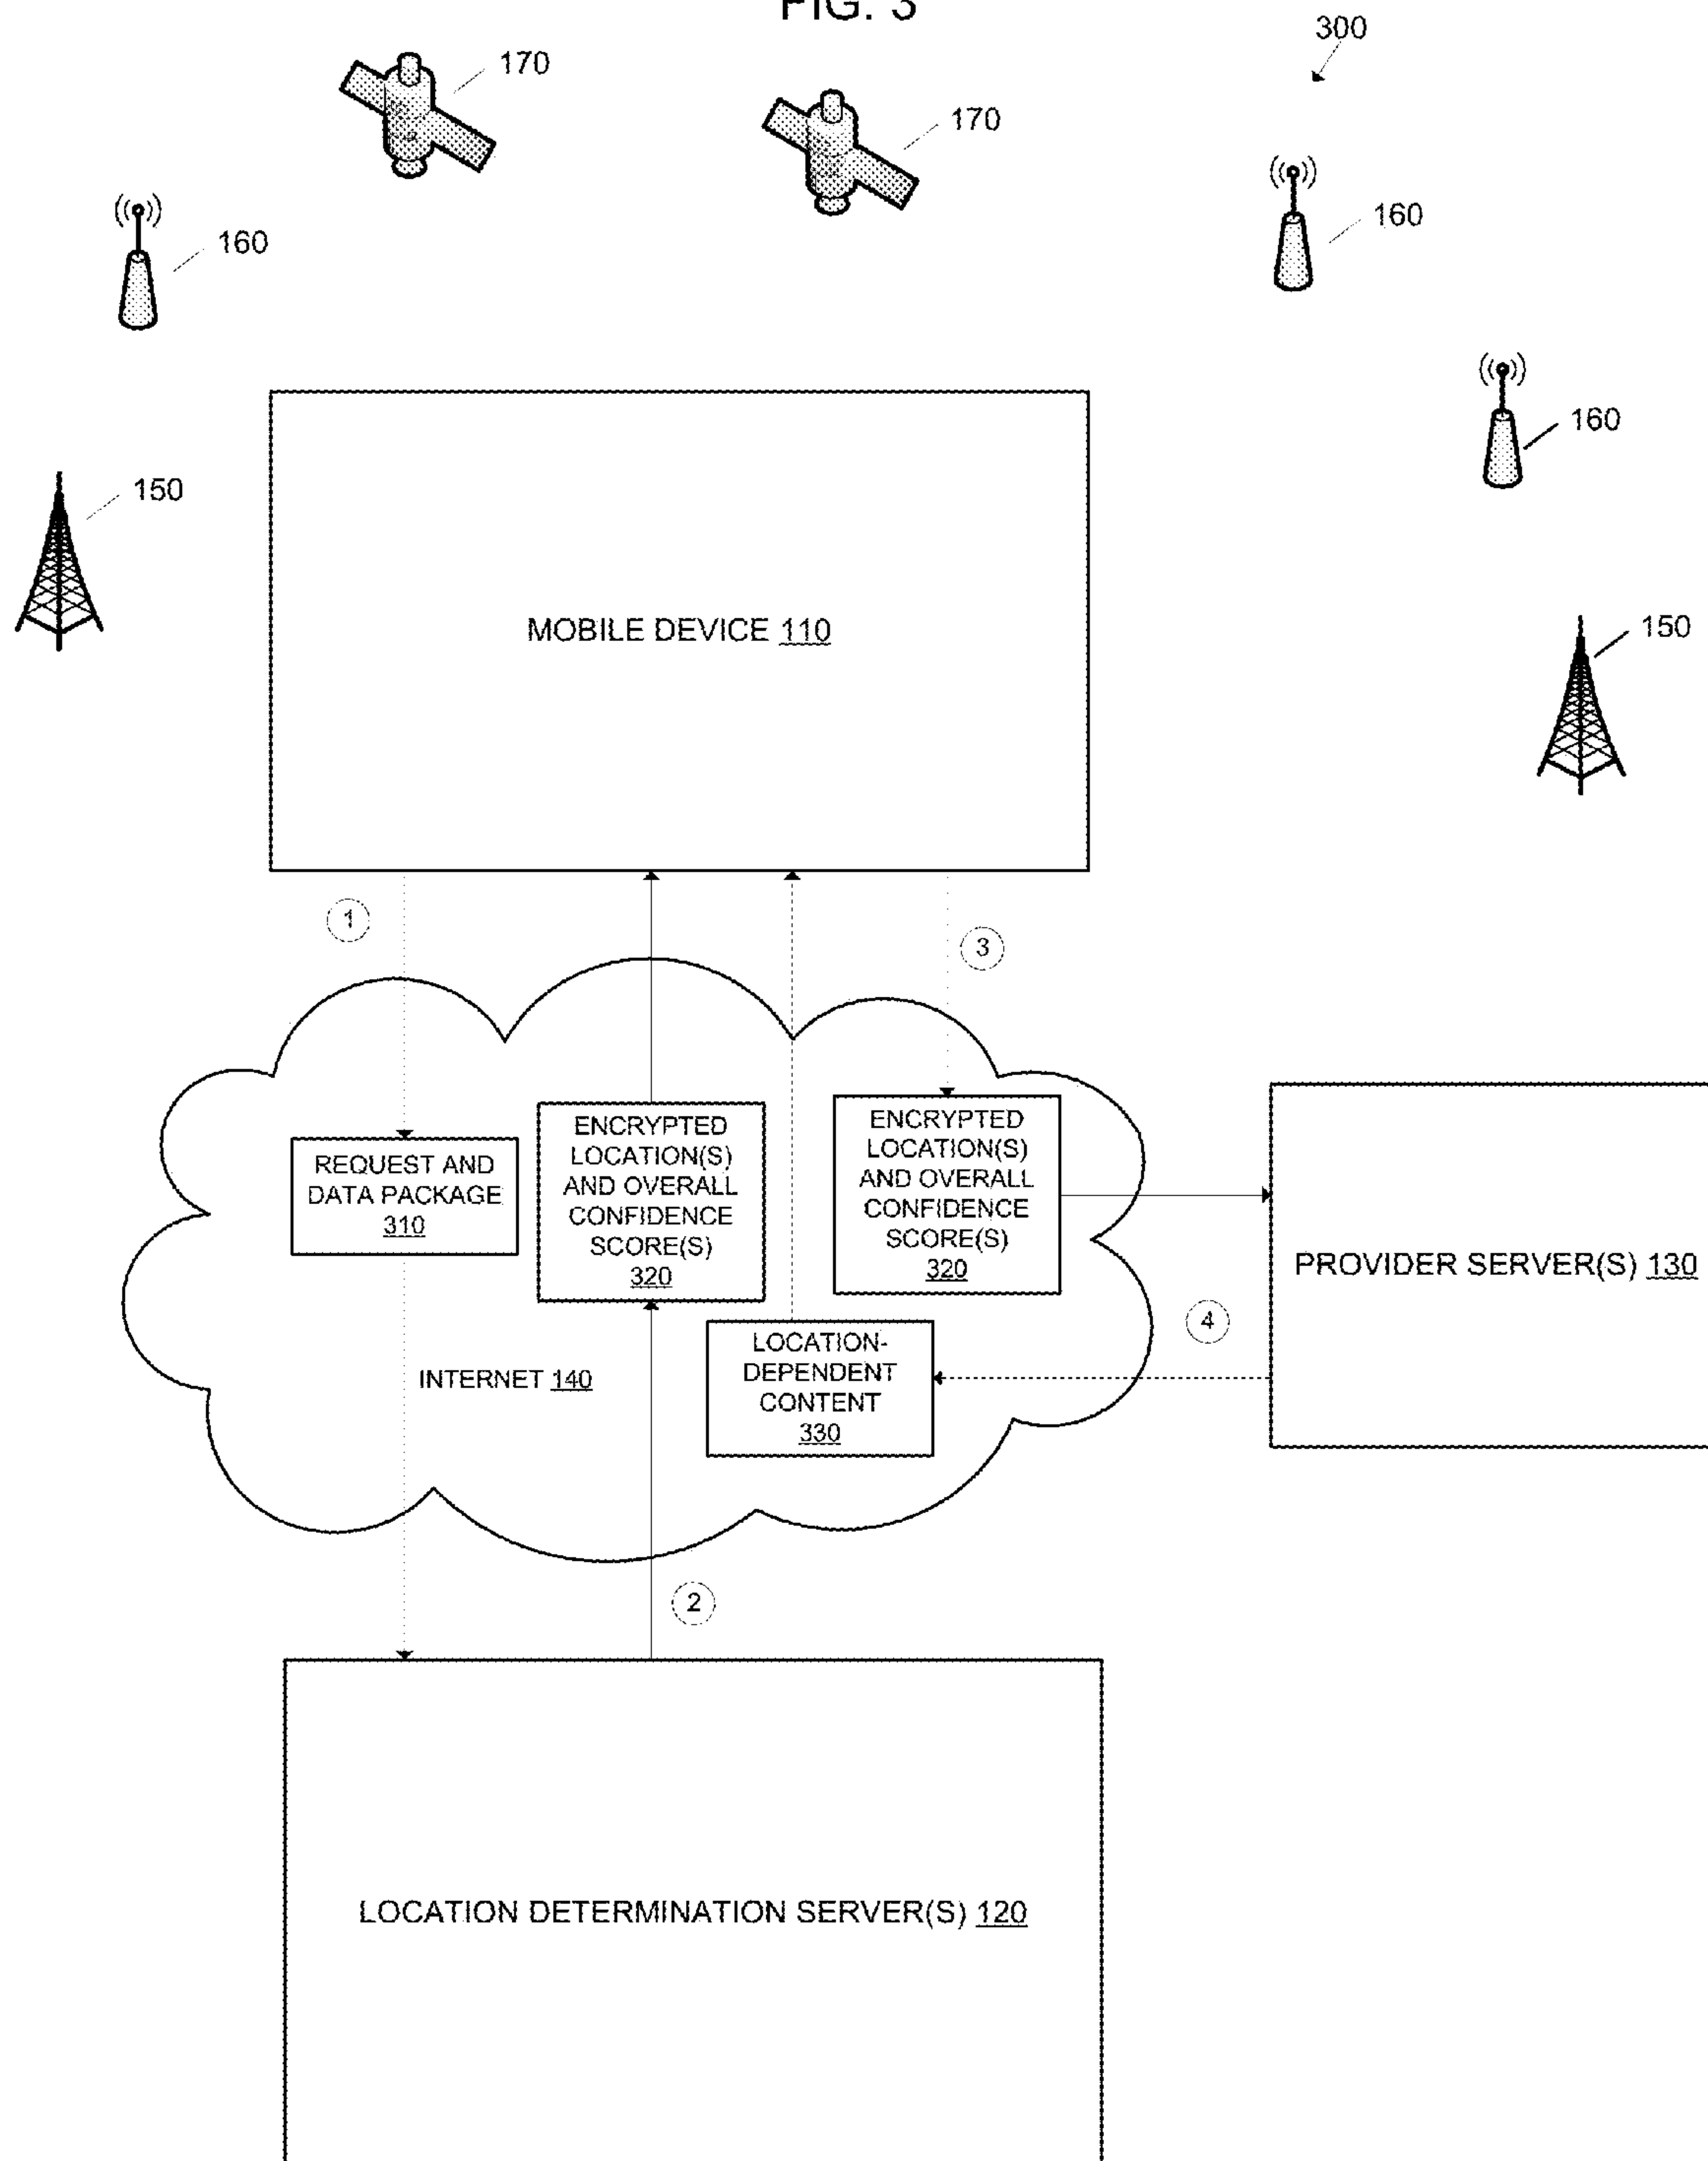 FIG. 3
300
170
170
160
160
160
150
150
MOBILE DEVICE 110
1
3
REQUEST AND
DATA PACKAGE
310
ENCRYPTED
LOCATION(S)
AND OVERALL
CONFIDENCE
SCORE(S)
320
ENCRYPTED
LOCATION(S)
AND OVERALL
CONFIDENCE
SCORE(S)
320
PROVIDER SERVER(S) 130
4
LOCATION-
DEPENDENT
CONTENT
330
INTERNET 140
2
LOCATION DETERMINATION SERVER(S) 120